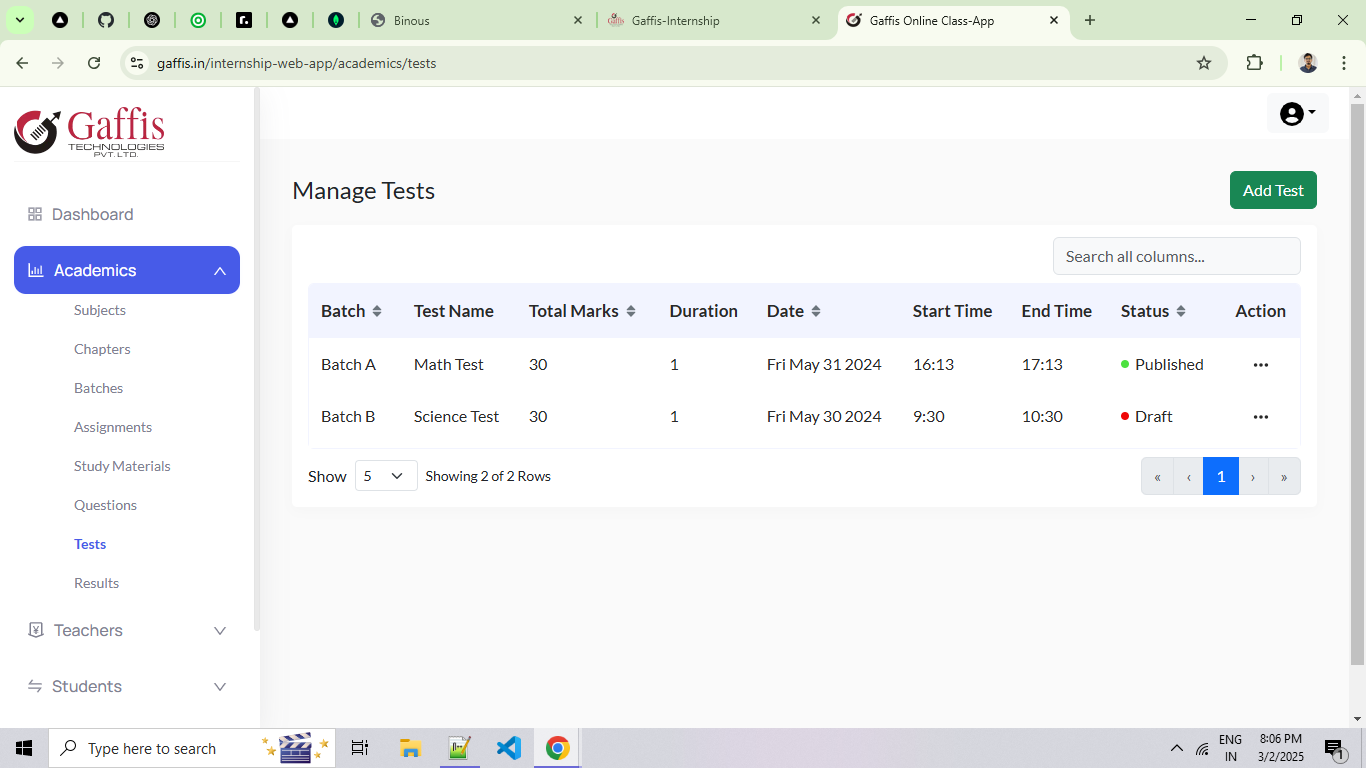 Binous
Gaffis-Internship
Gaffis Online Class-App
gaffis.in/internship-web-app/academics/tests
Gaffis
TECHNOLOGIES
PVT. LTD.
Dashboard
Academics
Subjects
Chapters
Batches
Assignments
Study Materials
Questions
Tests
Results
Teachers
Students
Manage Tests
Add Test
Search all columns...
Batch Test Name Total Marks Duration Date Start Time End Time Status Action
Batch A Math Test 30 1 Fri May 31 2024 16:13 17:13 Published
Batch B Science Test 30 1 Fri May 30 2024 9:30 10:30 Draft
Show 5 Showing 2 of 2 Rows
« ‹ 1 › »
Type here to search
ENG
IN
8:06 PM
3/2/2025
1